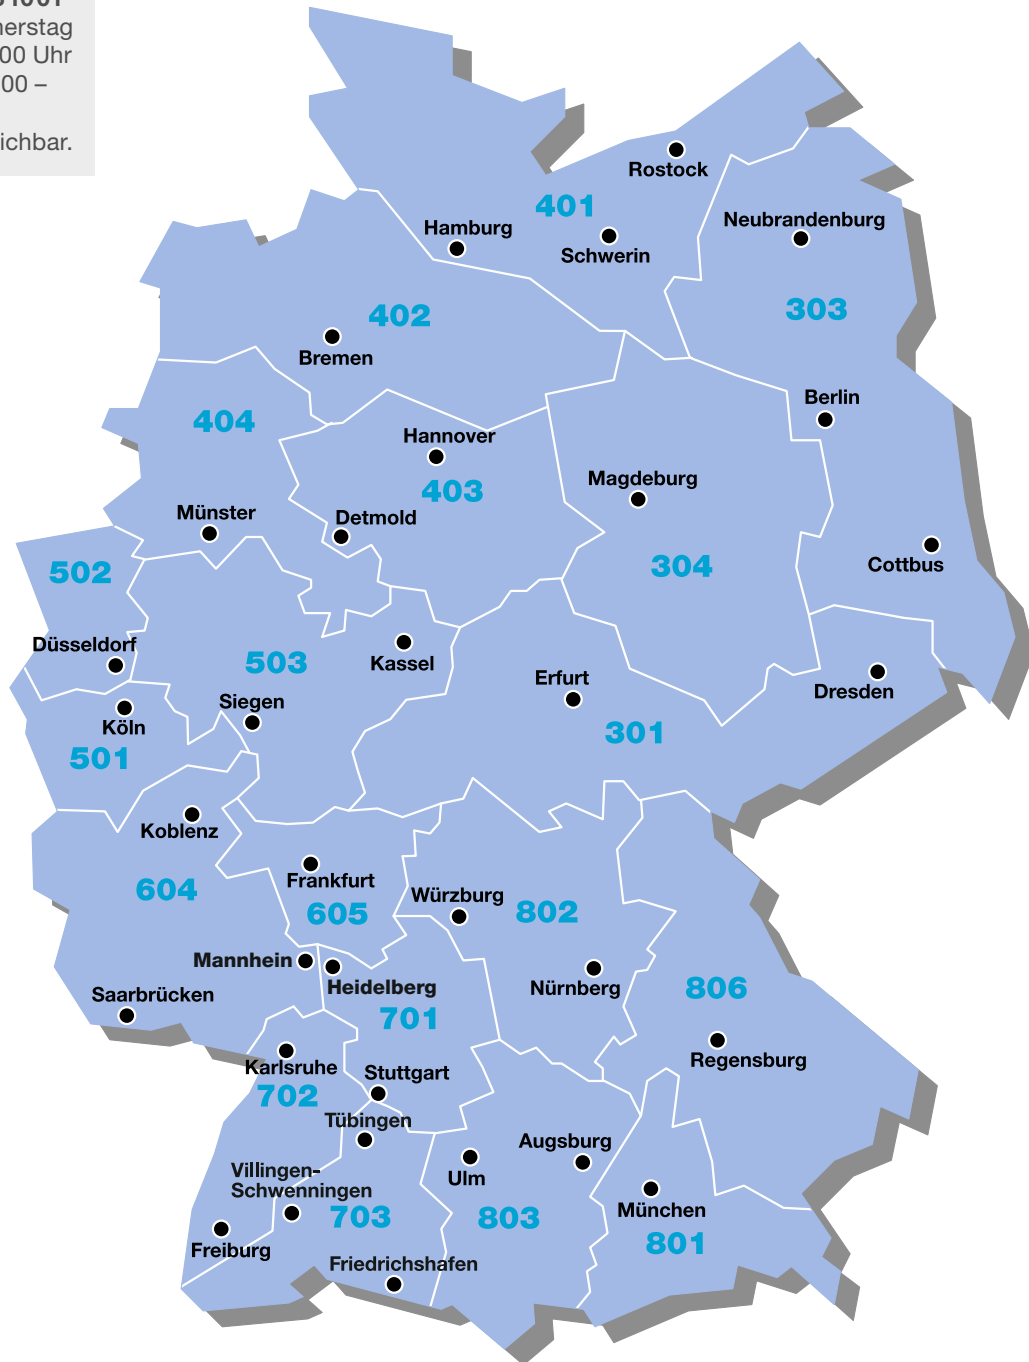 nerstag
00 Uhr
00 –
ichbar.
Rostock
401
Neubrandenburg
Hamburg
Schwerin
303
402
Bremen
Berlin
404
Hannover
403
Magdeburg
Münster
Detmold
Cottbus
304
502
Düsseldorf
503
Kassel
Erfurt
Dresden
Siegen
Köln
301
501
Koblenz
Frankfurt
604
605
Würzburg
802
Mannhein
Heidelberg
Nürnberg
806
Saarbrücken
701
Regensburg
Karlsruhe
Stuttgart
702
Tübingen
Augsburg
Villingen-
Schwenningen
Ulm
München
703
803
801
Freiburg
Friedrichshafen